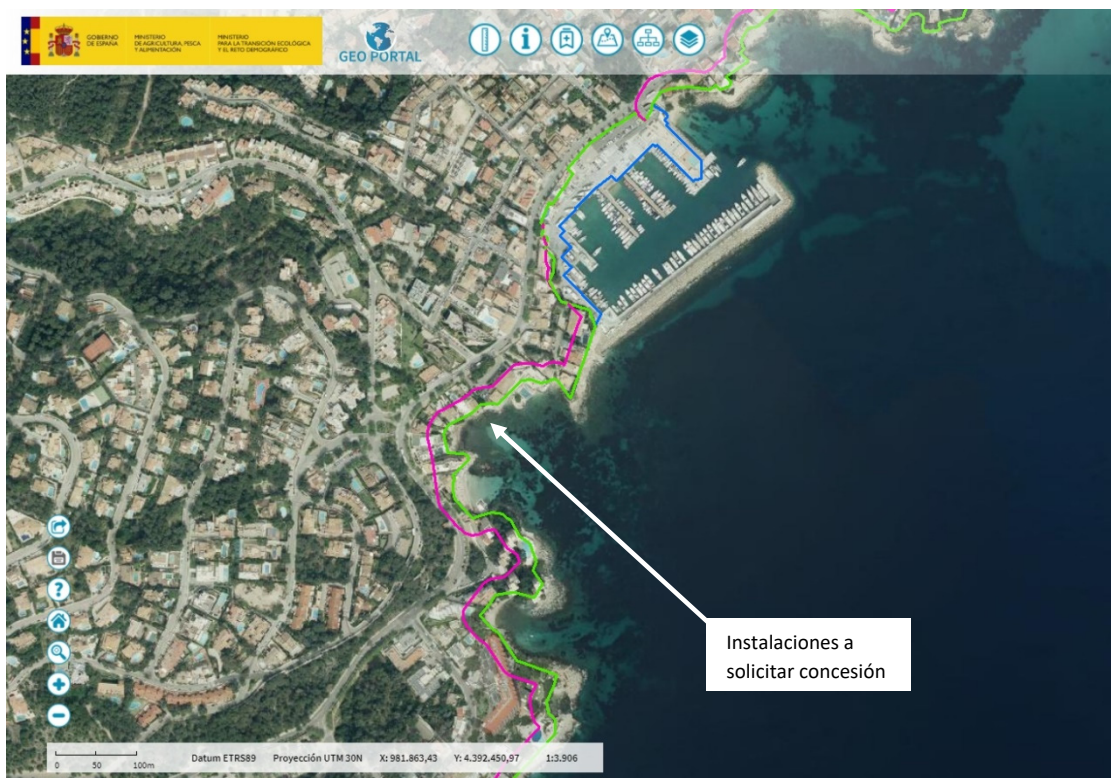 GOBIERNO
DE ESPAÑA
MINISTERIO
DE AGRICULTURA, PESCA
Y ALIMENTACIÓN
MINISTERIO
PARA LA TRANSICIÓN ECOLÓGICA
Y EL RETO DEMOGRÁFICO
GEO PORTAL
Instalaciones a
solicitar concesión
0 50 100m
Datum ETRS89 Proyección UTM 30N X: 981.863,43 Y: 4.392.450,97 1:3.906